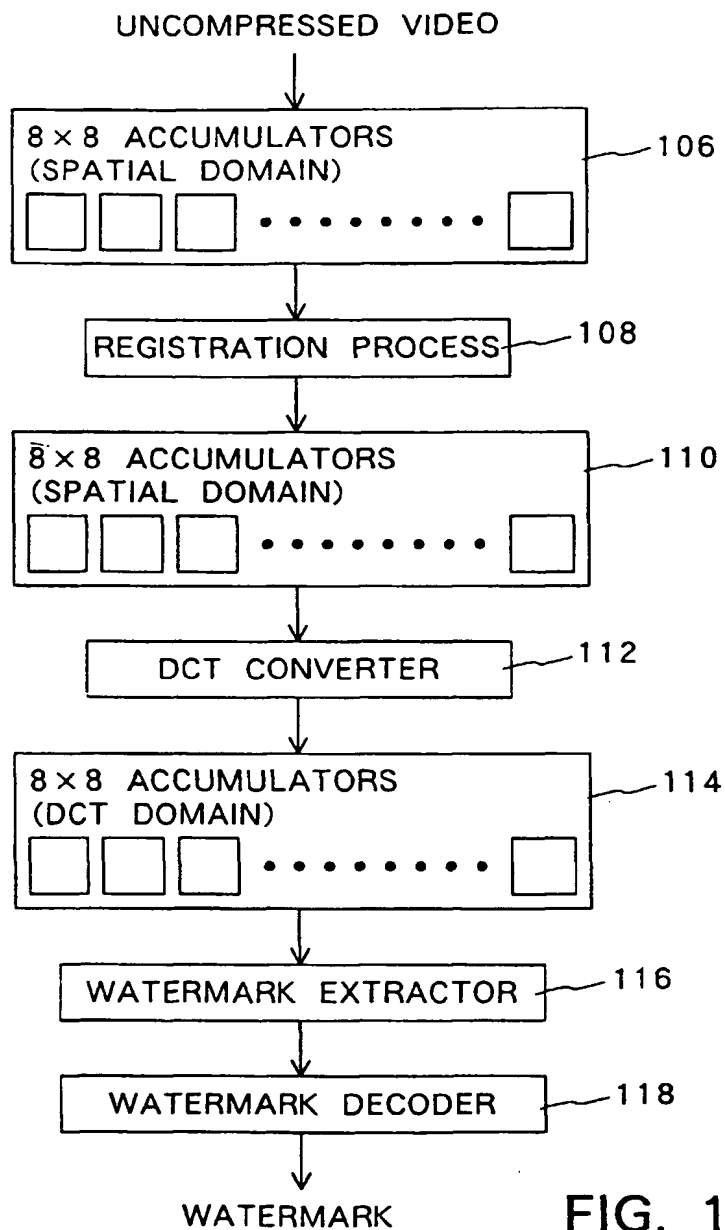 UNCOMPRESSED VIDEO
8 × 8 ACCUMULATORS
(SPATIAL DOMAIN)
106
REGISTRATION PROCESS
108
8 × 8 ACCUMULATORS
(SPATIAL DOMAIN)
110
DCT CONVERTER
112
8 × 8 ACCUMULATORS
(DCT DOMAIN)
114
WATERMARK EXTRACTOR
116
WATERMARK DECODER
118
WATERMARK
FIG. 1